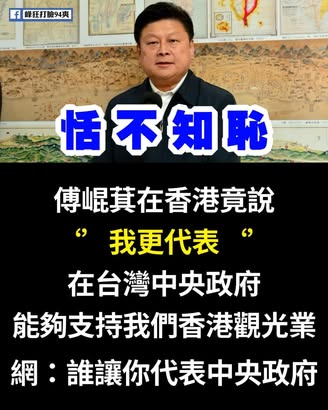 峰狂打臉94爽
恬不知恥
傅崐萁在香港竟說
“ 我更代表 “
在台灣中央政府
能夠支持我們香港觀光業
網：誰讓你代表中央政府